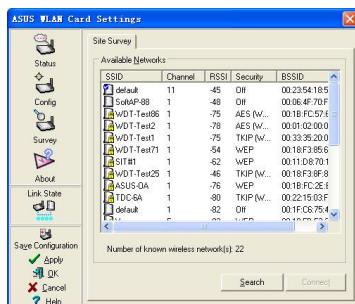 ASUS WLAN Card Settings
Status
Config
Survey
About
Link State
Save Configuration
Apply
OK
Cancel
Help
Site Survey
Available Networks
SSID Channel RSSI Security BSSID
default 11 -45 Off 00:23:54:18:5
SoftAP-88 1 -48 Off 00:06:4F:70:F
WDT-Test86 1 -75 AES (W... 00:1B:FC:57:E
WDT-Test2 1 -78 AES (W... 00:01:02:00:0
WDT-Test1 1 -75 TKIP (W... 00:33:35:20:0
WDT-Test71 1 -54 WEP 00:18:F3:85:6
SIT#1 1 -62 WEP 00:11:D8:70:1
WDT-Test25 1 -46 TKIP (W... 00:18:F3:8F:8
ASUS-OA 1 -76 WEP 00:1B:FC:2E:E
TDC-6A 1 -80 TKIP (W... 00:22:15:03:F
default 1 -82 Off 00:1F:C6:75:4
Number of known wireless network(s): 22
Search Connect